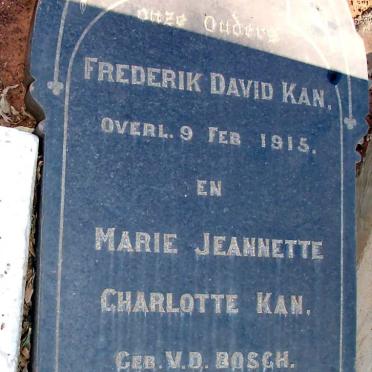 onze Ouders
FREDERIK DAVID KAN,
OVERL. 9 FEB 1915.
EN
MARIE JEANNETTE
CHARLOTTE KAN.
GEB. V.D. BOSCH.